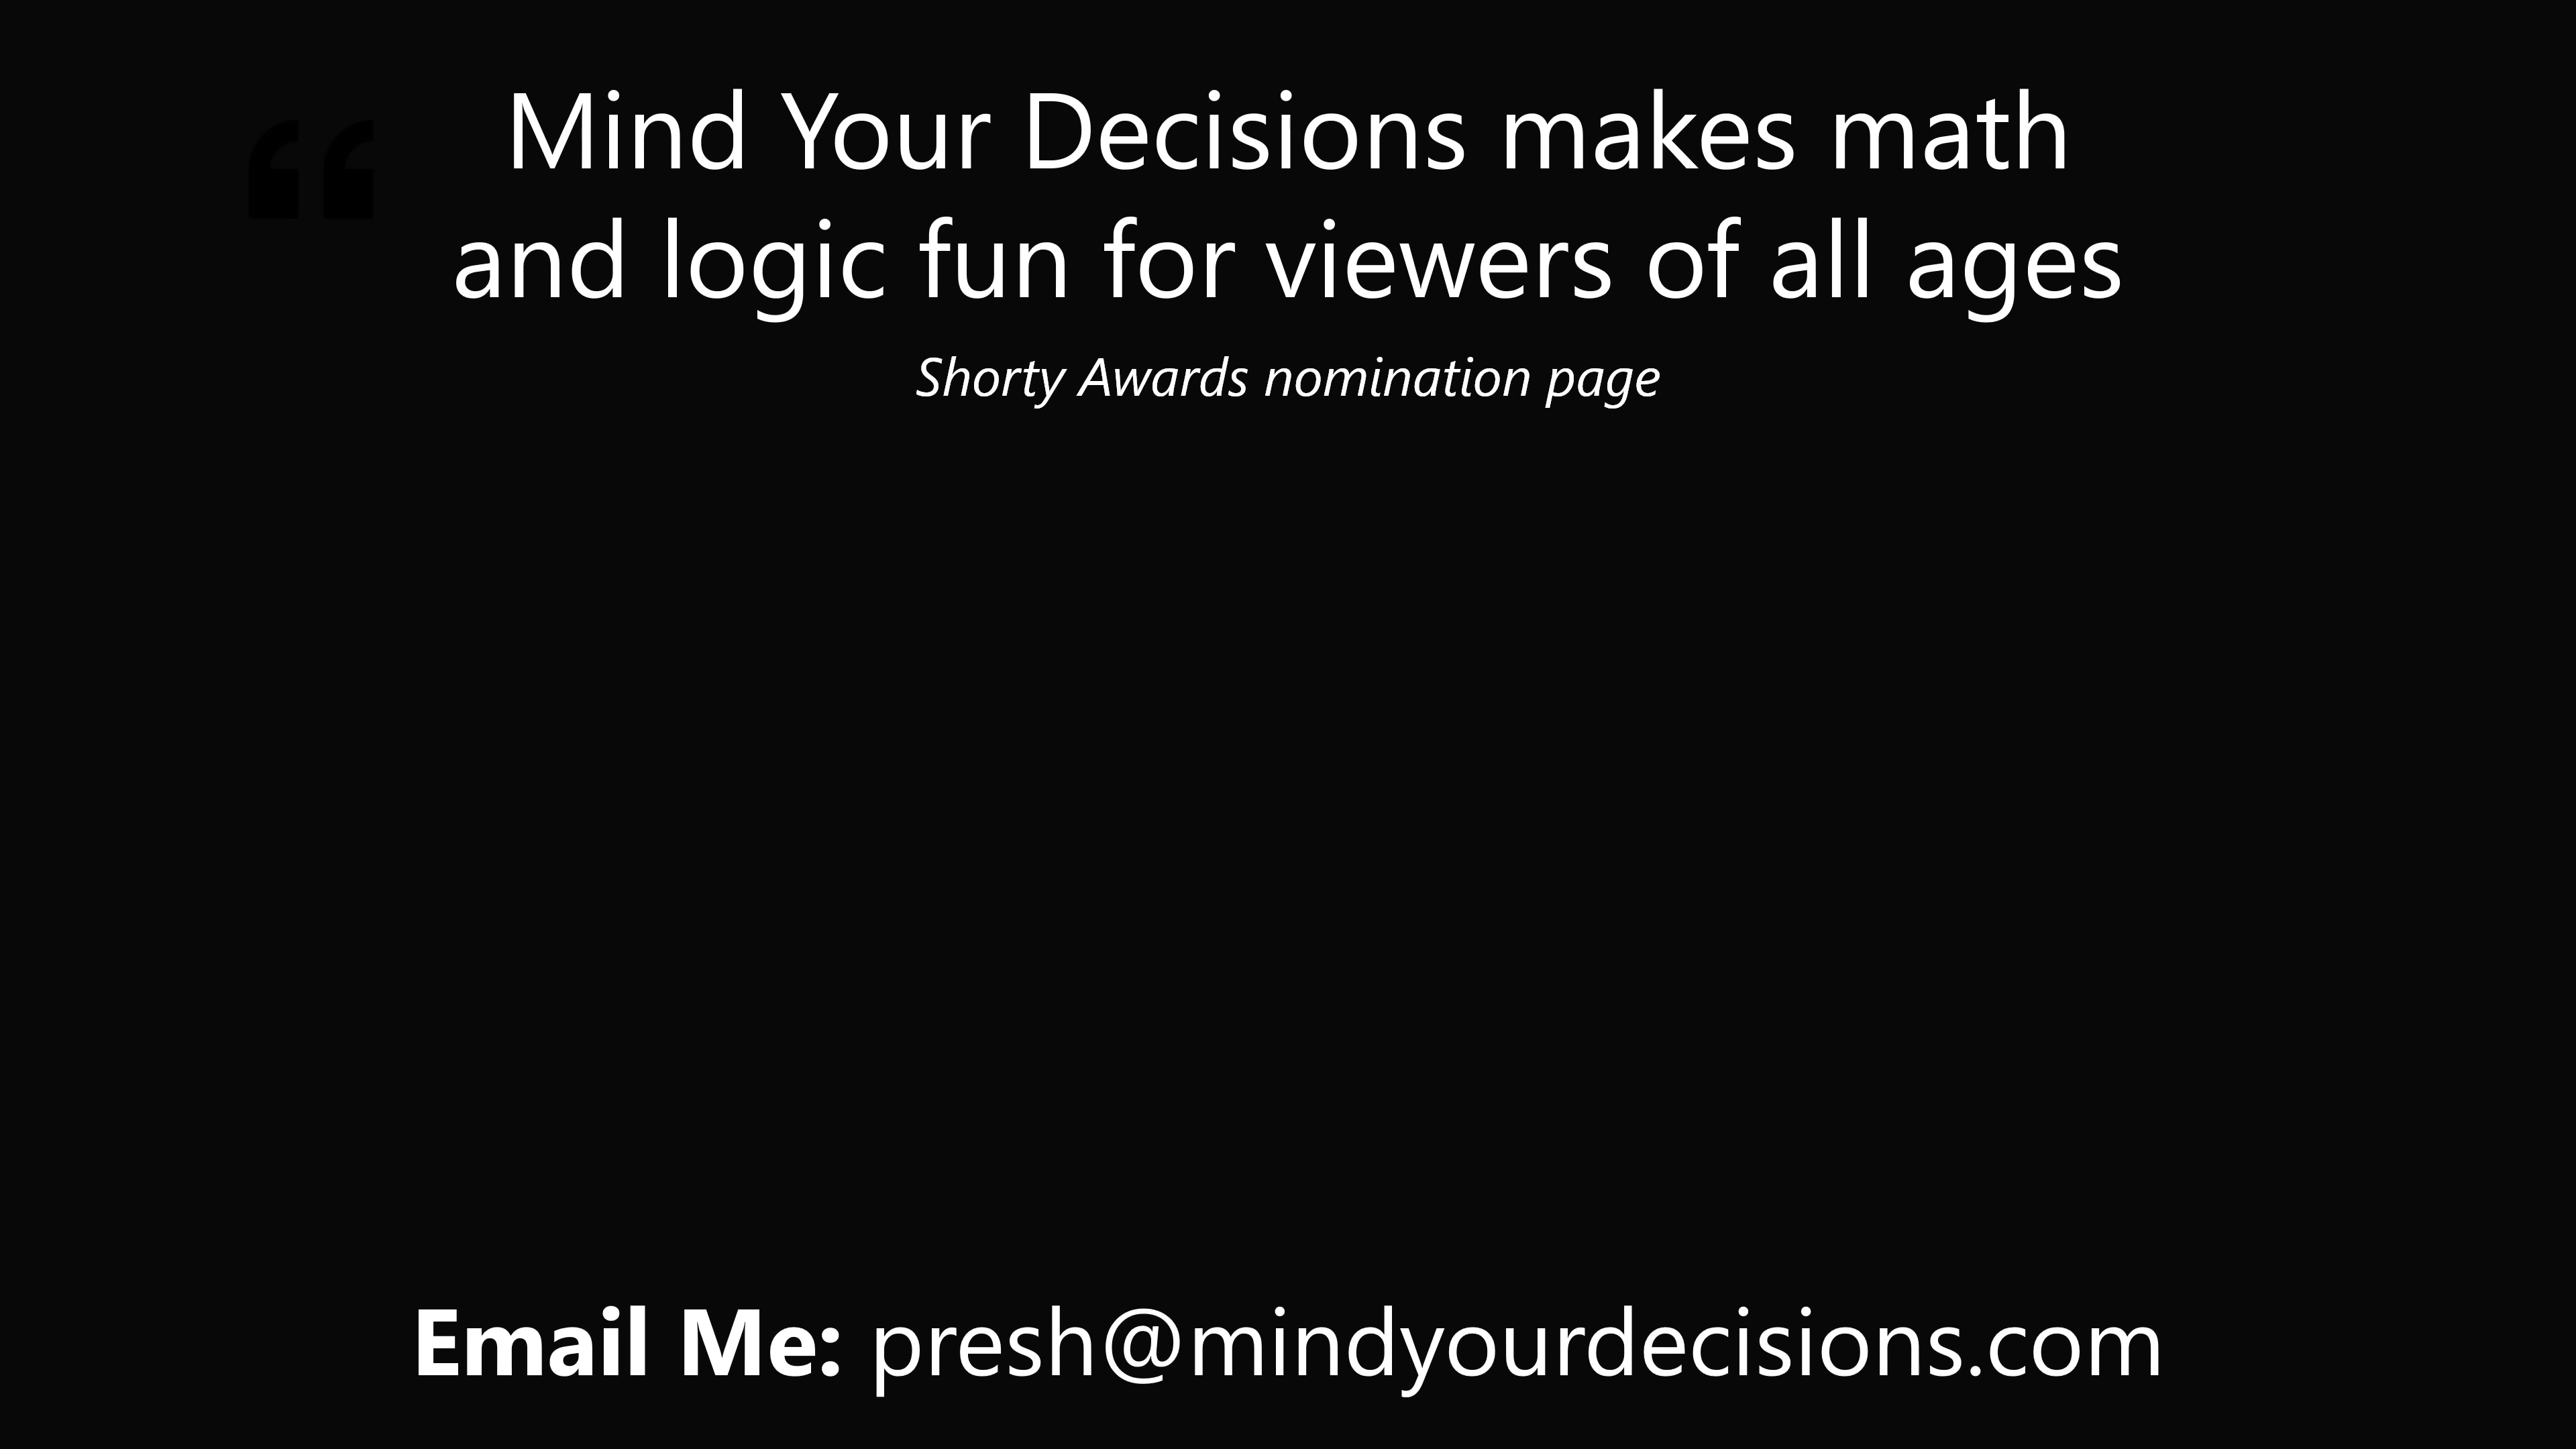 “ Mind Your Decisions makes math
and logic fun for viewers of all ages
Shorty Awards nomination page
Email Me: presh@mindyourdecisions.com